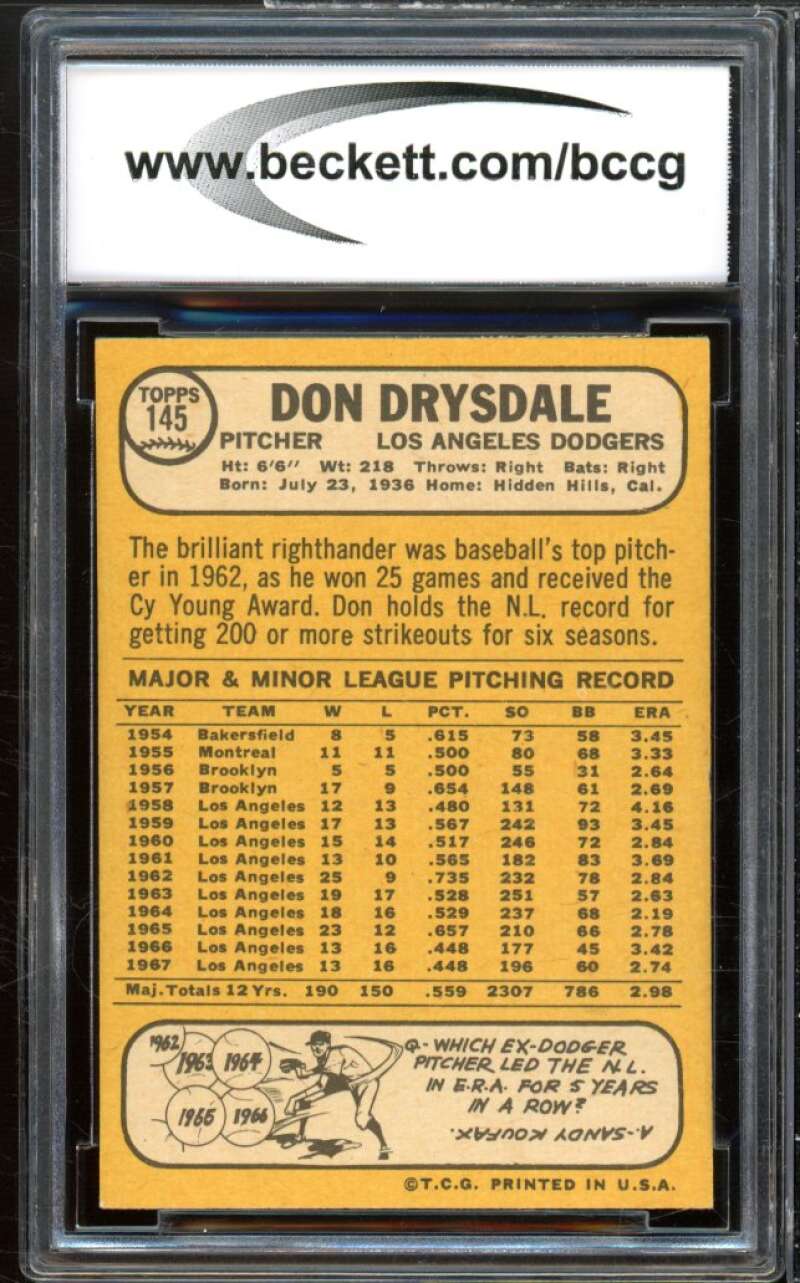 www.beckett.com/bccg
TOPPS
145
DON DRYSDALE
PITCHER LOS ANGELES DODGERS
Ht: 6'6" Wt: 218 Throws: Right Bats: Right
Born: July 23, 1936 Home: Hidden Hills, Cal.
The brilliant righthander was baseball's top pitch-
er in 1962, as he won 25 games and received the
Cy Young Award. Don holds the N.L. record for
getting 200 or more strikeouts for six seasons.
MAJOR & MINOR LEAGUE PITCHING RECORD
YEAR TEAM W L PCT. SO BB ERA
1954 Bakersfield 8 5 .615 73 58 3.45
1955 Montreal 11 11 .500 80 68 3.33
1956 Brooklyn 5 5 .500 55 31 2.64
1957 Brooklyn 17 9 .654 148 61 2.69
1958 Los Angeles 12 13 .480 131 72 4.16
1959 Los Angeles 17 13 .567 242 93 3.45
1960 Los Angeles 15 14 .517 246 72 2.84
1961 Los Angeles 13 10 .565 182 83 3.69
1962 Los Angeles 25 9 .735 232 78 2.84
1963 Los Angeles 19 17 .528 251 57 2.63
1964 Los Angeles 18 16 .529 237 68 2.19
1965 Los Angeles 23 12 .657 210 66 2.78
1966 Los Angeles 13 16 .448 177 45 3.42
1967 Los Angeles 13 16 .448 196 60 2.74
Maj. Totals 12 Yrs. 190 150 .559 2307 786 2.98
1962
1963 1964
1965 1966
Q- WHICH EX-DODGER
PITCHER LED THE N.L.
IN E.R.A. FOR 5 YEARS
IN A ROW?
A- SANDY KOUFAX.
©T.C.G. PRINTED IN U.S.A.